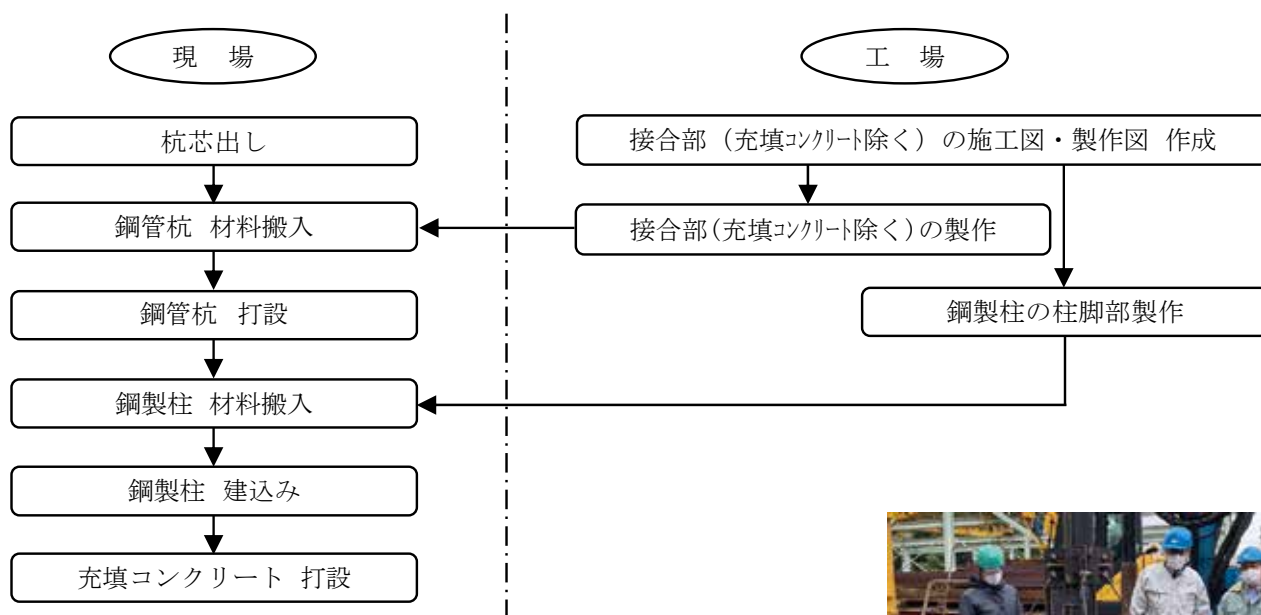 現 場
工 場
杭芯出し
接合部（充填ｺﾝｸﾘｰﾄ除く）の施工図・製作図 作成
鋼管杭 材料搬入
接合部(充填ｺﾝｸﾘｰﾄ除く)の製作
鋼管杭 打設
鋼製柱の柱脚部製作
鋼製柱 材料搬入
鋼製柱 建込み
充填コンクリート 打設